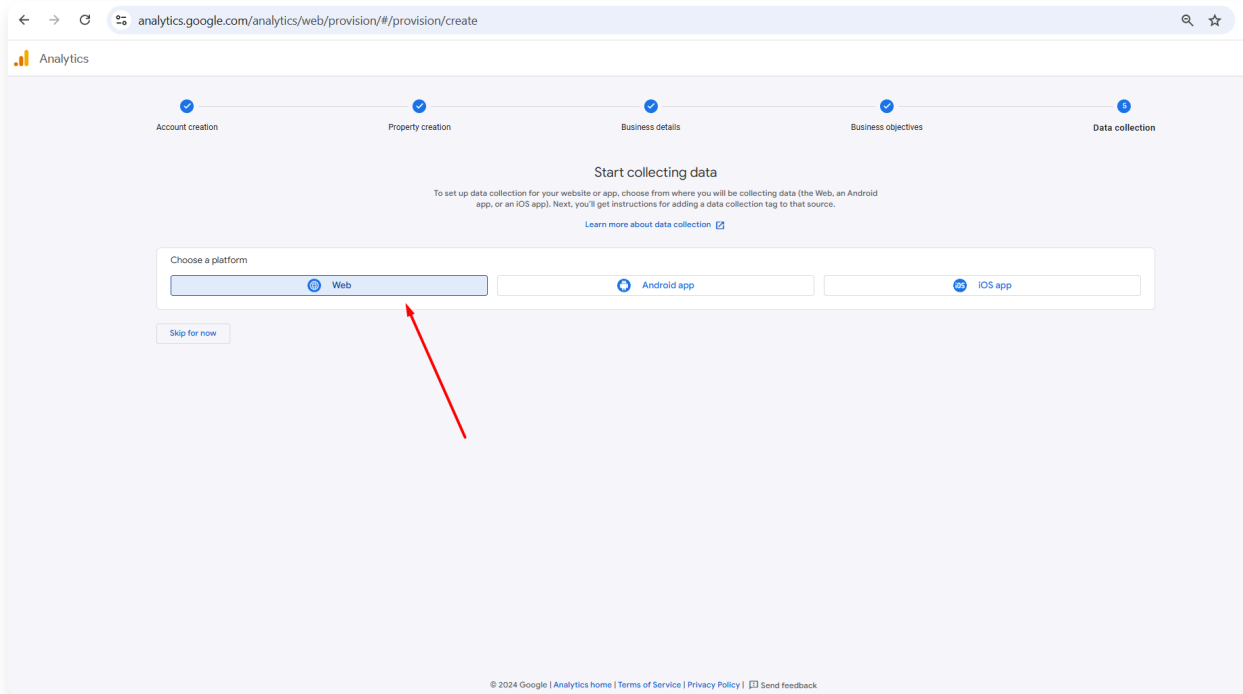 analytics.google.com/analytics/web/provision/#/provision/create
Analytics
5
Account creation
Property creation
Business details
Business objectives
Data collection
Start collecting data
To set up data collection for your website or app, choose from where you will be collecting data (the Web, an Android
app, or an iOS app). Next, you'll get instructions for adding a data collection tag to that source.
Learn more about data collection
Choose a platform
Web
Android app
iOS iOS app
Skip for now
© 2024 Google | Analytics home | Terms of Service | Privacy Policy | Send feedback